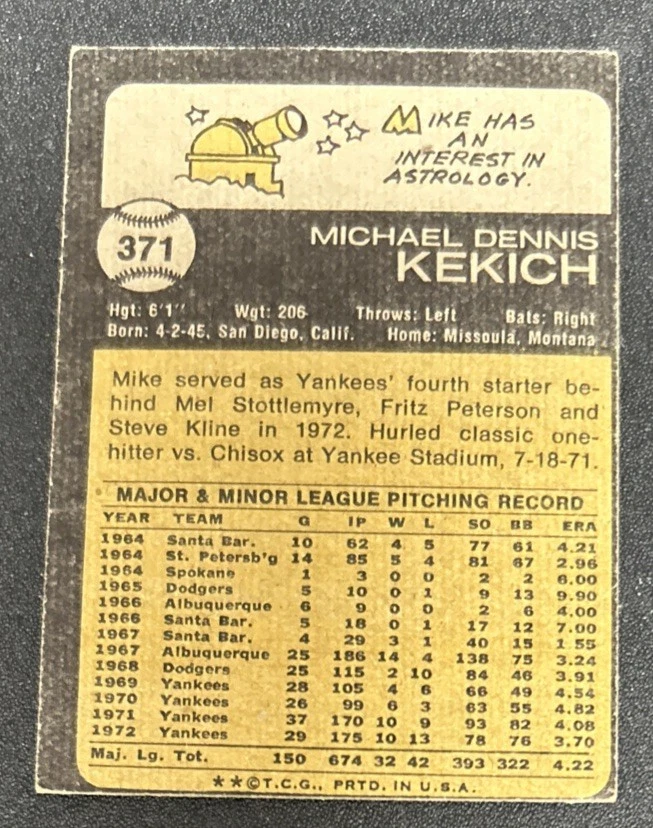 MIKE HAS
AN
INTEREST IN
ASTROLOGY.
371
MICHAEL DENNIS
KEKICH
Hgt: 6'1" Wgt: 206 Throws: Left Bats: Right
Born: 4-2-45, San Diego, Calif. Home: Missoula, Montana
Mike served as Yankees' fourth starter be-
hind Mel Stottlemyre, Fritz Peterson and
Steve Kline in 1972. Hurled classic one-
hitter vs. Chisox at Yankee Stadium, 7-18-71.
MAJOR & MINOR LEAGUE PITCHING RECORD
YEAR TEAM G IP W L SO BB ERA
1964 Santa Bar. 10 62 4 5 77 61 4.21
1964 St. Petersb'g 14 85 5 4 81 67 2.96
1964 Spokane 1 3 0 0 2 2 6.00
1965 Dodgers 5 10 0 1 9 13 9.90
1966 Albuquerque 6 9 0 0 2 6 4.00
1966 Santa Bar. 5 18 0 1 17 12 7.00
1967 Santa Bar. 4 29 3 1 40 15 1 55
1967 Albuquerque 25 186 14 4 138 75 3.24
1968 Dodgers 25 115 2 10 84 46 3.91
1969 Yankees 28 105 4 6 66 49 4.54
1970 Yankees 26 99 6 3 63 55 4.82
1971 Yankees 37 170 10 9 93 82 4.08
1972 Yankees 29 175 10 13 78 76 3.70
Maj. Lg. Tot. 150 674 32 42 393 322 4.22
**©T.C.G., PRTD. IN U.S.A.